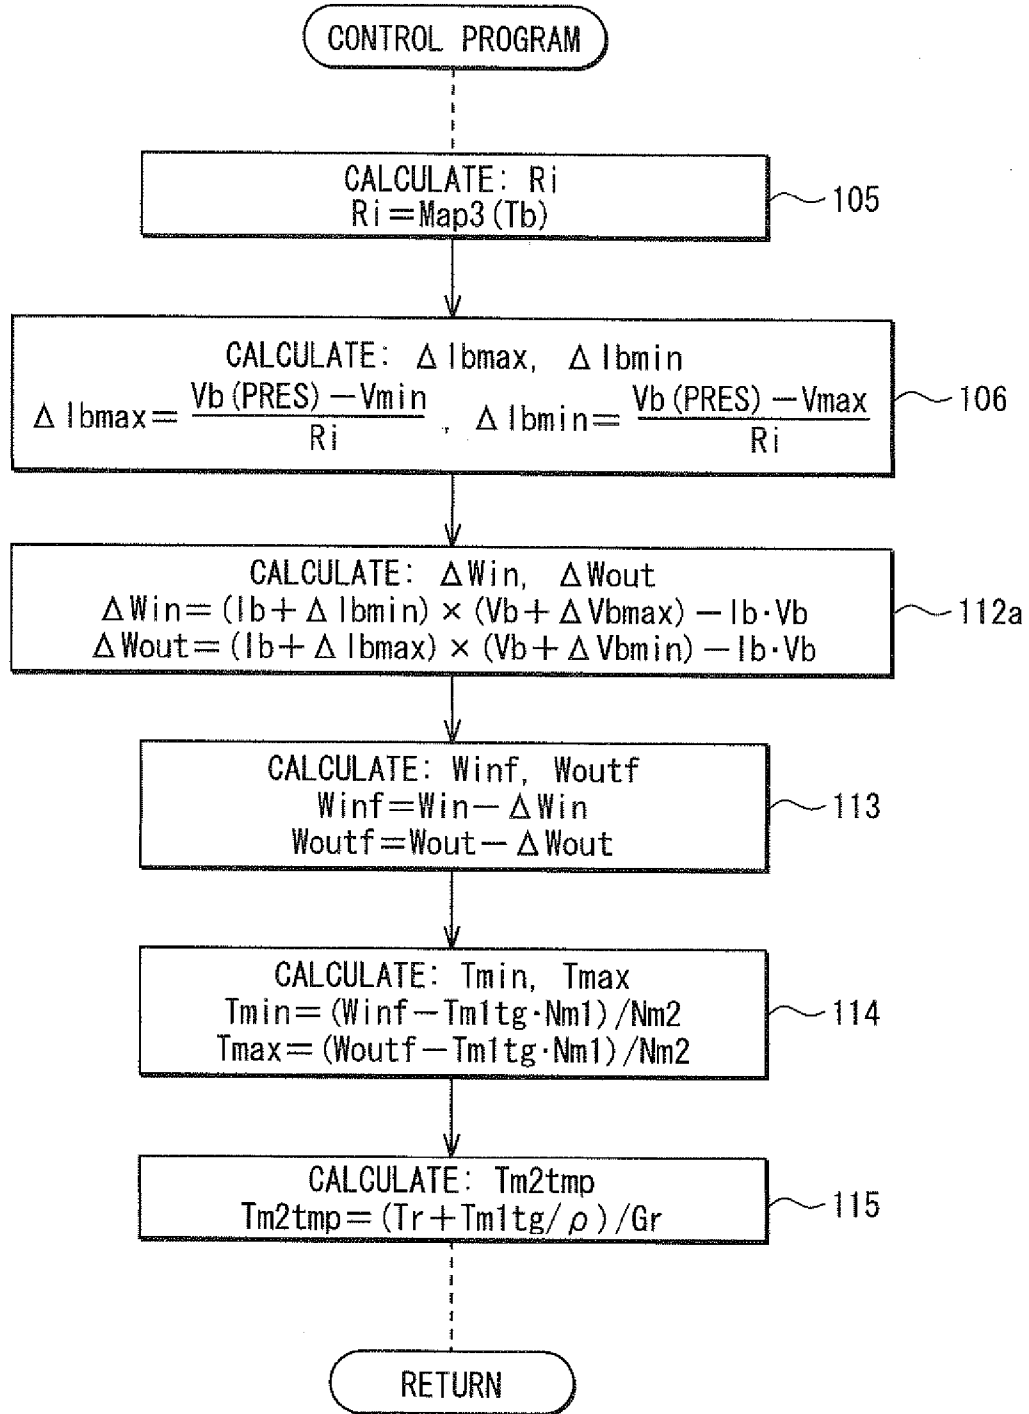 CONTROL PROGRAM
CALCULATE: Ri
Ri=Map3(Tb)
105
CALCULATE: ΔIbmax, ΔIbmin
ΔIbmax=(Vb(PRES)-Vmin)/Ri, ΔIbmin=(Vb(PRES)-Vmax)/Ri
106
CALCULATE: ΔWin, ΔWout
ΔWin=(Ib+ΔIbmin)×(Vb+ΔVbmax)-Ib·Vb
ΔWout=(Ib+ΔIbmax)×(Vb+ΔVbmin)-Ib·Vb
112a
CALCULATE: Winf, Woutf
Winf=Win-ΔWin
Woutf=Wout-ΔWout
113
CALCULATE: Tmin, Tmax
Tmin=(Winf-Tm1tg·Nm1)/Nm2
Tmax=(Woutf-Tm1tg·Nm1)/Nm2
114
CALCULATE: Tm2tmp
Tm2tmp=(Tr+Tm1tg/ρ)/Gr
115
RETURN